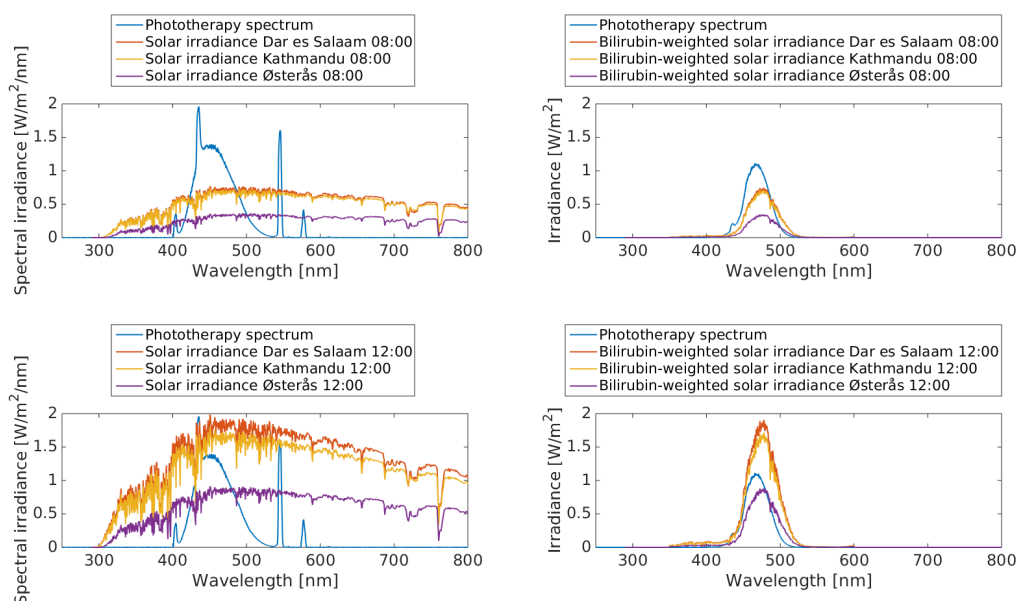 Phototherapy spectrum
Solar irradiance Dar es Salaam 08:00
Solar irradiance Kathmandu 08:00
Solar irradiance Østerås 08:00
Spectral irradiance [W/m²/nm]
2
1.5
1
0.5
0
300 400 500 600 700 800
Wavelength [nm]
Phototherapy spectrum
Bilirubin-weighted solar irradiance Dar es Salaam 08:00
Bilirubin-weighted solar irradiance Kathmandu 08:00
Bilirubin-weighted solar irradiance Østerås 08:00
Irradiance [W/m²]
2
1.5
1
0.5
0
300 400 500 600 700 800
Wavelength [nm]
Phototherapy spectrum
Solar irradiance Dar es Salaam 12:00
Solar irradiance Kathmandu 12:00
Solar irradiance Østerås 12:00
Spectral irradiance [W/m²/nm]
2
1.5
1
0.5
0
300 400 500 600 700 800
Wavelength [nm]
Phototherapy spectrum
Bilirubin-weighted solar irradiance Dar es Salaam 12:00
Bilirubin-weighted solar irradiance Kathmandu 12:00
Bilirubin-weighted solar irradiance Østerås 12:00
Irradiance [W/m²]
2
1.5
1
0.5
0
300 400 500 600 700 800
Wavelength [nm]